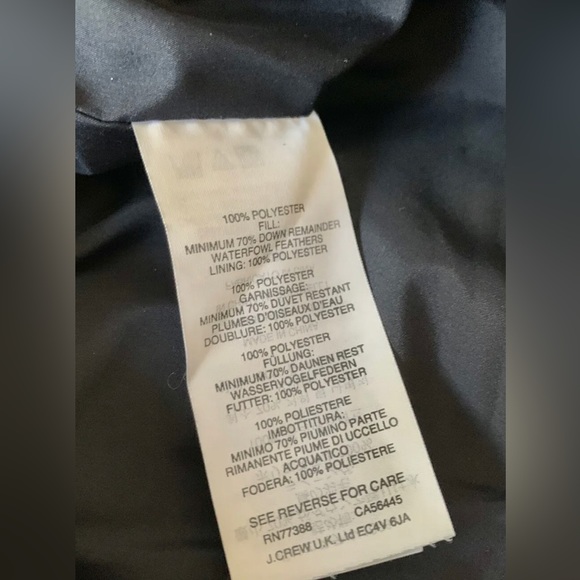 100% POLYESTER
FILL:
MINIMUM 70% DOWN REMAINDER
WATERFOWL FEATHERS
LINING: 100% POLYESTER
100% POLYESTER
GARNISSAGE:
MINIMUM 70% DUVET RESTANT
PLUMES D'OISEAUX D'EAU
DOUBLURE: 100% POLYESTER
100% POLYESTER
FÜLLUNG:
MINIMUM 70% DAUNEN REST
WASSERVOGELFEDERN
FUTTER: 100% POLYESTER
100% POLIESTERE
IMBOTTITURA:
MINIMO 70% PIUMINO PARTE
RIMANENTE PIUME DI UCCELLO
ACQUATICO
FODERA: 100% POLIESTERE
SEE REVERSE FOR CARE
RN77388 CA56445
J.CREW U.K. Ltd EC4V 6JA